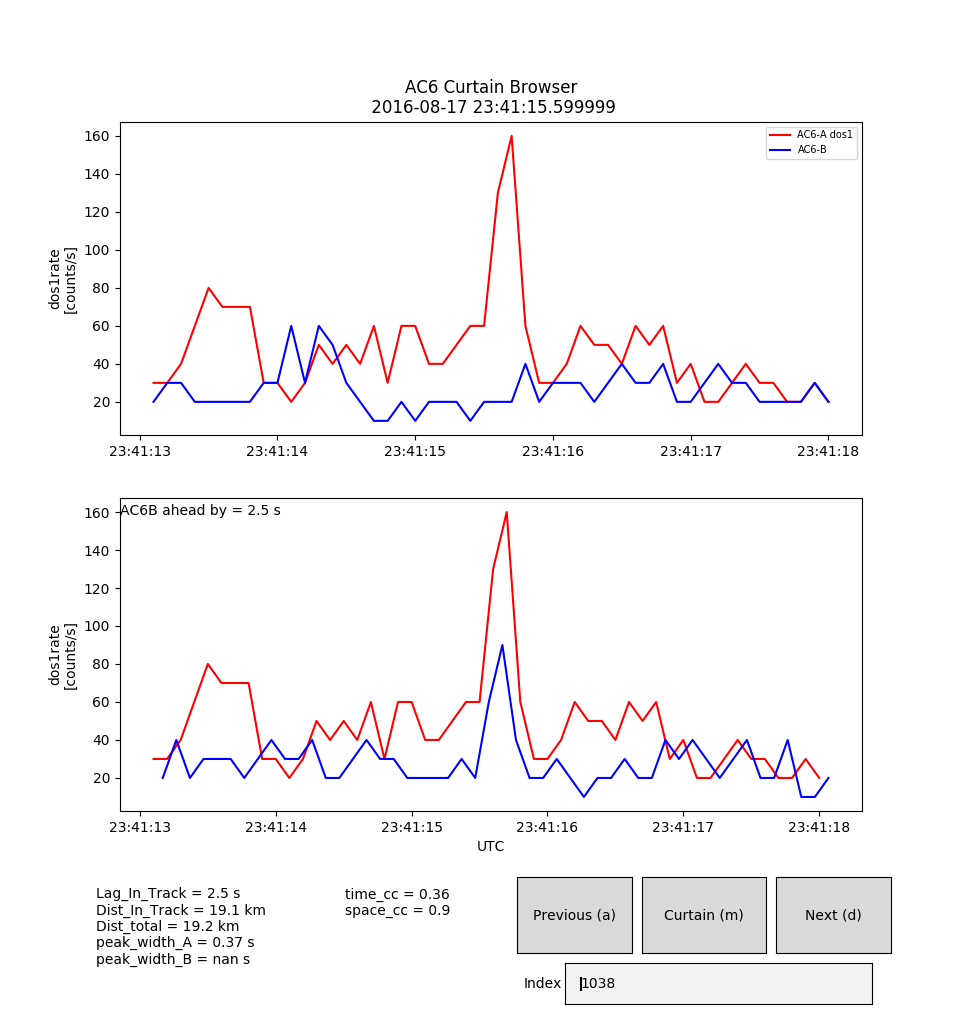 AC6 Curtain Browser
2016-08-17 23:41:15.599999
AC6-A dos1
AC6-B
160
140
120
100
80
60
40
20
dos1rate
[counts/s]
23:41:13 23:41:14 23:41:15 23:41:16 23:41:17 23:41:18
AC6B ahead by = 2.5 s
160
140
120
100
80
60
40
20
dos1rate
[counts/s]
23:41:13 23:41:14 23:41:15 23:41:16 23:41:17 23:41:18
UTC
Lag_In_Track = 2.5 s
Dist_In_Track = 19.1 km
Dist_total = 19.2 km
peak_width_A = 0.37 s
peak_width_B = nan s
time_cc = 0.36
space_cc = 0.9
Previous (a)
Curtain (m)
Next (d)
Index 1038